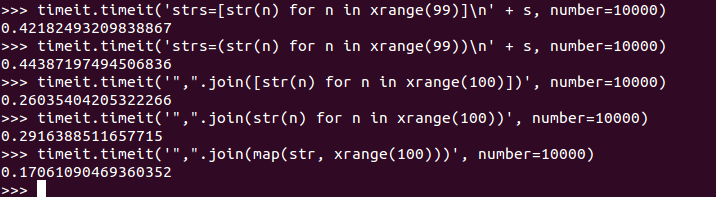 >>> timeit.timeit('strs=[str(n) for n in xrange(99)]\n' + s, number=10000)
0.42182493209838867
>>> timeit.timeit('strs=(str(n) for n in xrange(99))\n' + s, number=10000)
0.44387197494506836
>>> timeit.timeit('",".join([str(n) for n in xrange(100)])', number=10000)
0.26035404205322266
>>> timeit.timeit('",".join(str(n) for n in xrange(100))', number=10000)
0.2916388511657715
>>> timeit.timeit('",".join(map(str, xrange(100)))', number=10000)
0.17061090469360352
>>>